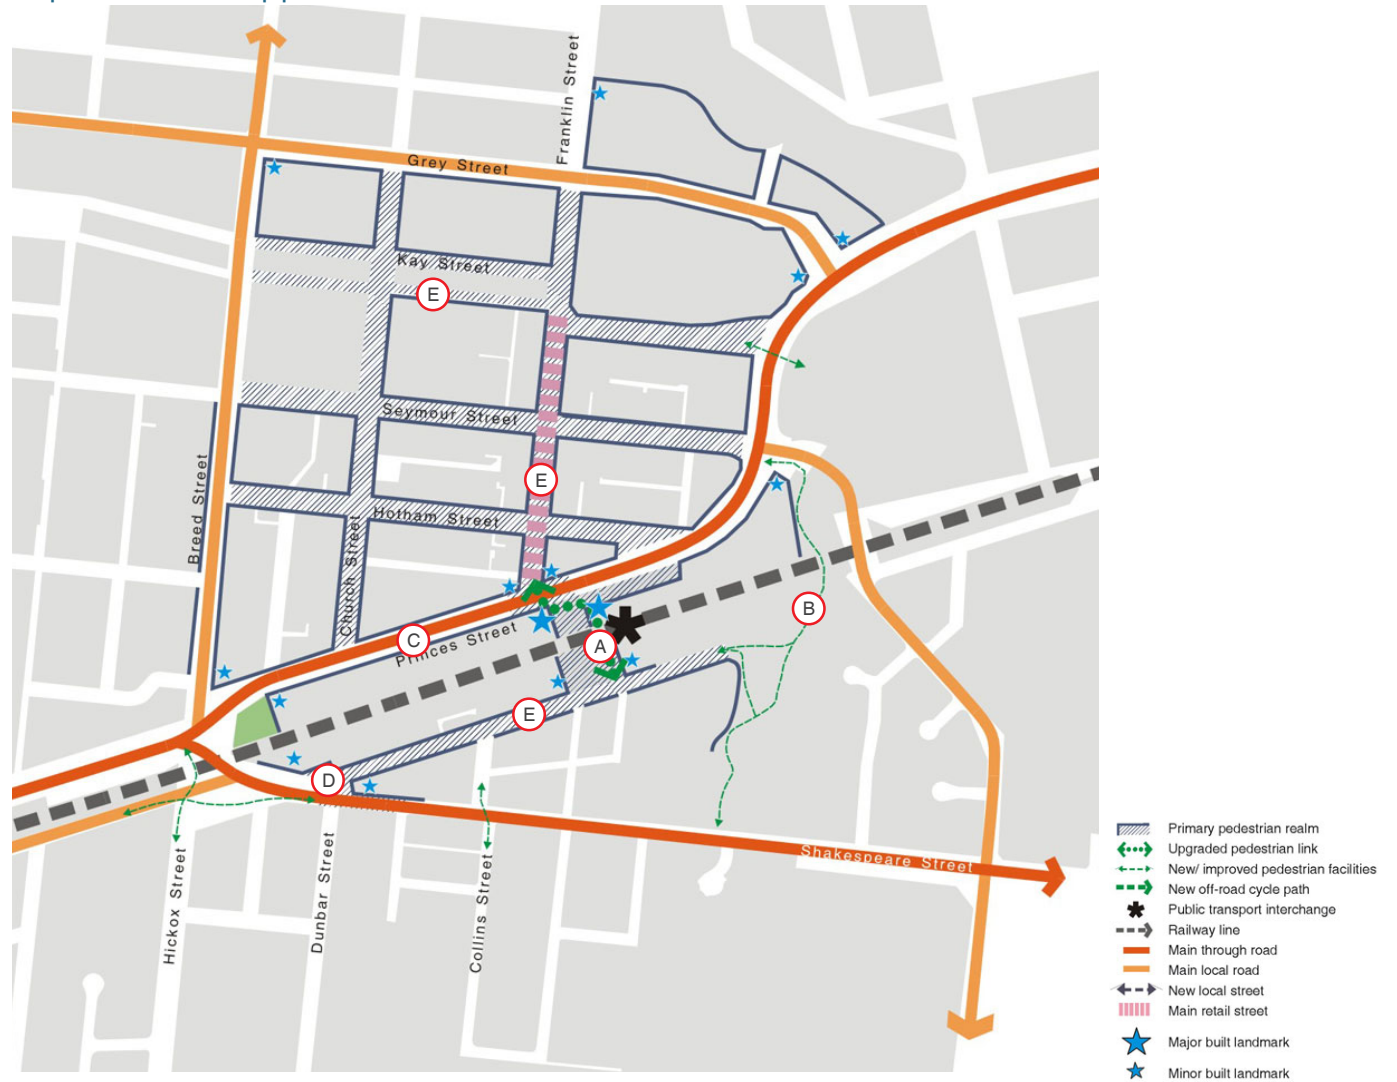 Franklin Street
Grey Street
Kay Street
E
Seymour Street
Breed Street
E
Hotham Street
Church Street
B
C
Princes Street
A
E
D
Shakespeare Street
Hickox Street
Dunbar Street
Collins Street
Primary pedestrian realm
Upgraded pedestrian link
New/ improved pedestrian facilities
New off-road cycle path
Public transport interchange
Railway line
Main through road
Main local road
New local street
Main retail street
Major built landmark
Minor built landmark